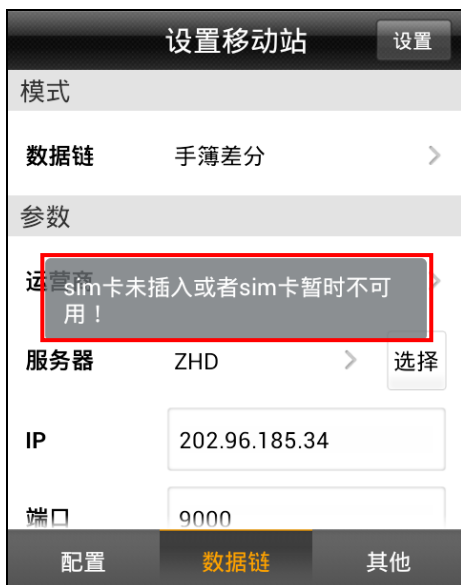 设置移动站 设置
模式
数据链 手簿差分
参数
运营商
sim卡未插入或者sim卡暂时不可
用！
服务器 ZHD 选择
IP 202.96.185.34
端口 9000
配置 数据链 其他